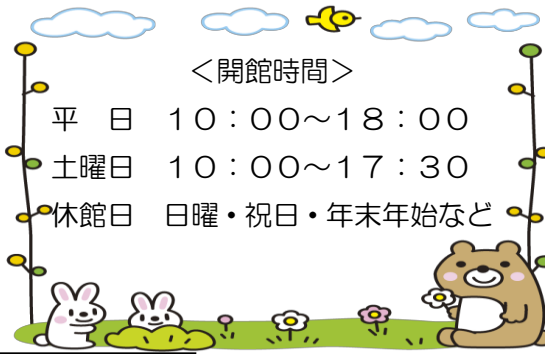 ＜開館時間＞
平　日　１０：００～１８：００
土曜日　１０：００～１７：３０
休館日　日曜・祝日・年末年始など